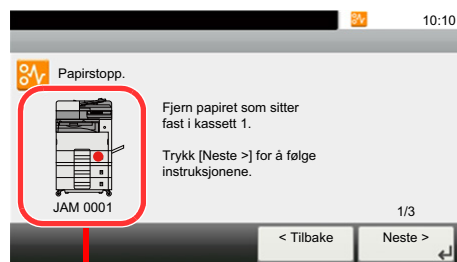 10:10
Papirstopp.
Fjern papiret som sitter
fast i kassett 1.
Trykk [Neste >] for å følge
instruksjonene.
JAM 0001
1/3
< Tilbake
Neste >